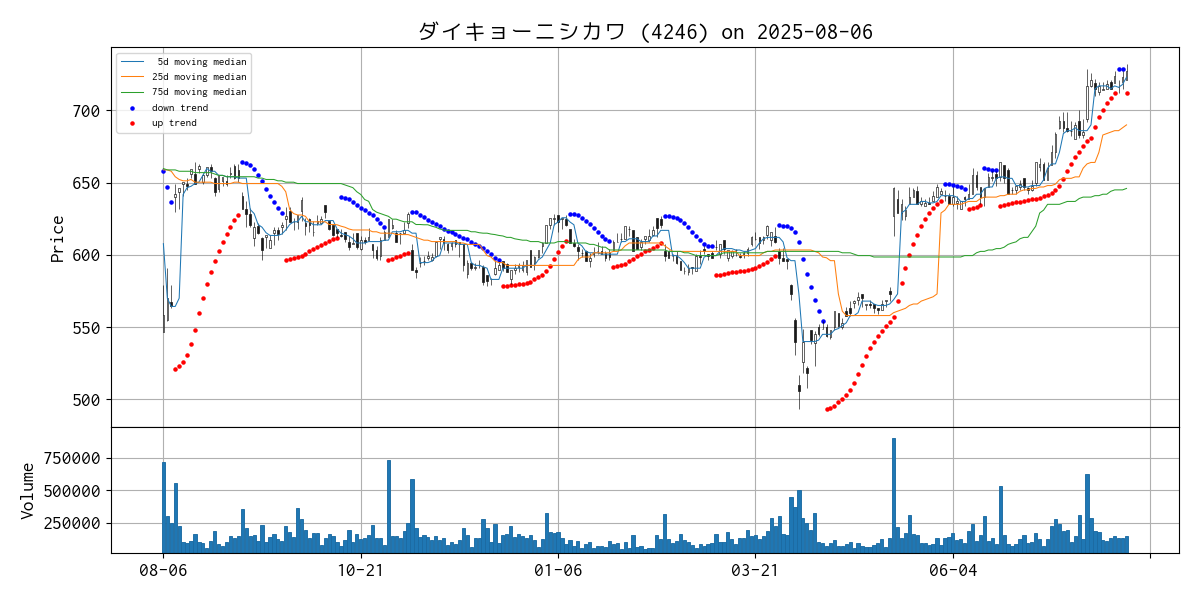 ダイキョーニシカワ (4246) on 2025-08-06
5d moving median
25d moving median
75d moving median
down trend
up trend
Price
700
650
600
550
500
Volume
750000
500000
250000
08-06 10-21 01-06 03-21 06-04